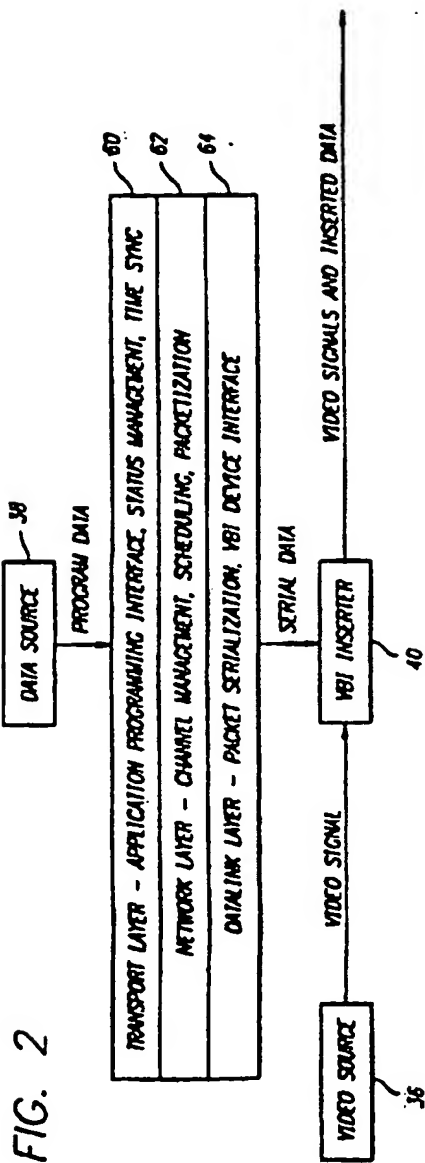 FIG. 2
DATA SOURCE
38
PROGRAM DATA
TRANSPORT LAYER - APPLICATION PROGRAMMING INTERFACE, STATUS MANAGEMENT, TIME SYNC
60
NETWORK LAYER - CHANNEL MANAGEMENT, SCHEDULING, PACKETIZATION
62
DATALINK LAYER - PACKET SERIALIZATION, VBI DEVICE INTERFACE
64
SERIAL DATA
VIDEO SOURCE
36
VIDEO SIGNAL
VBI INSERTER
40
VIDEO SIGNALS AND INSERTED DATA